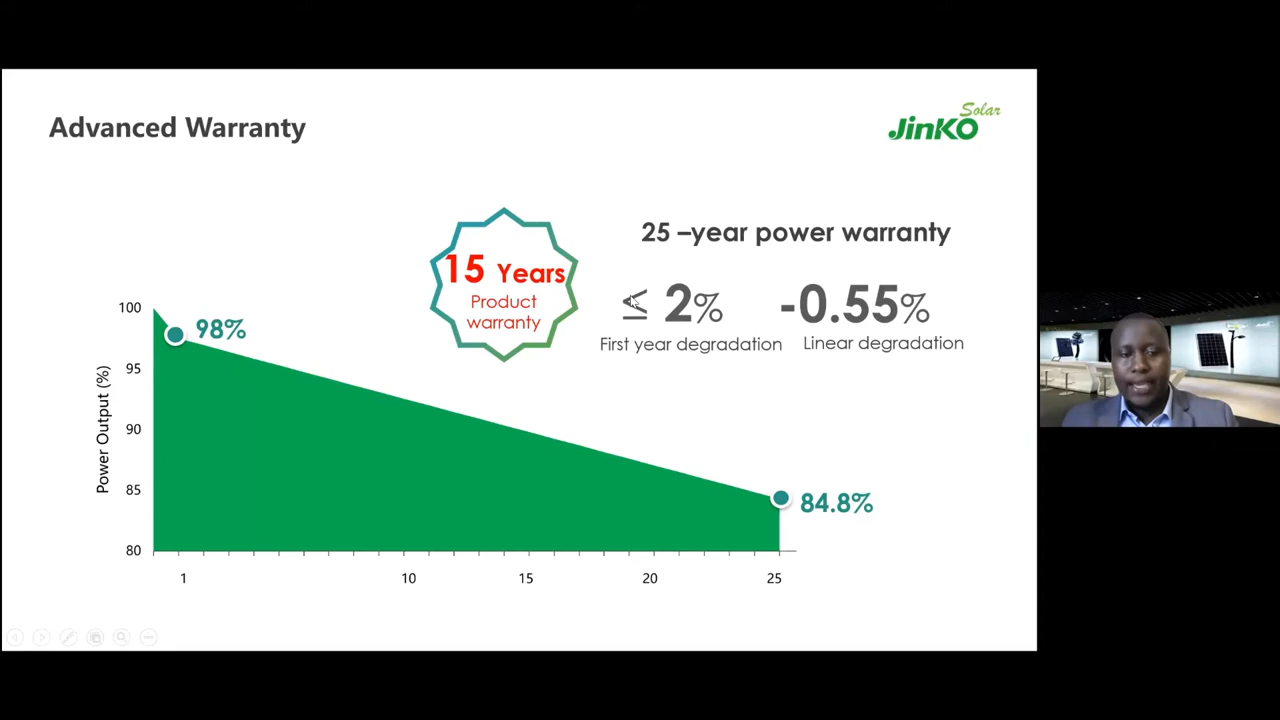 Advanced Warranty
Solar
JinKO
15 Years
Product
warranty
25 –year power warranty
≤ 2%
First year degradation
-0.55%
Linear degradation
Power Output (%)
100
95
90
85
80
98%
84.8%
1
10
15
20
25